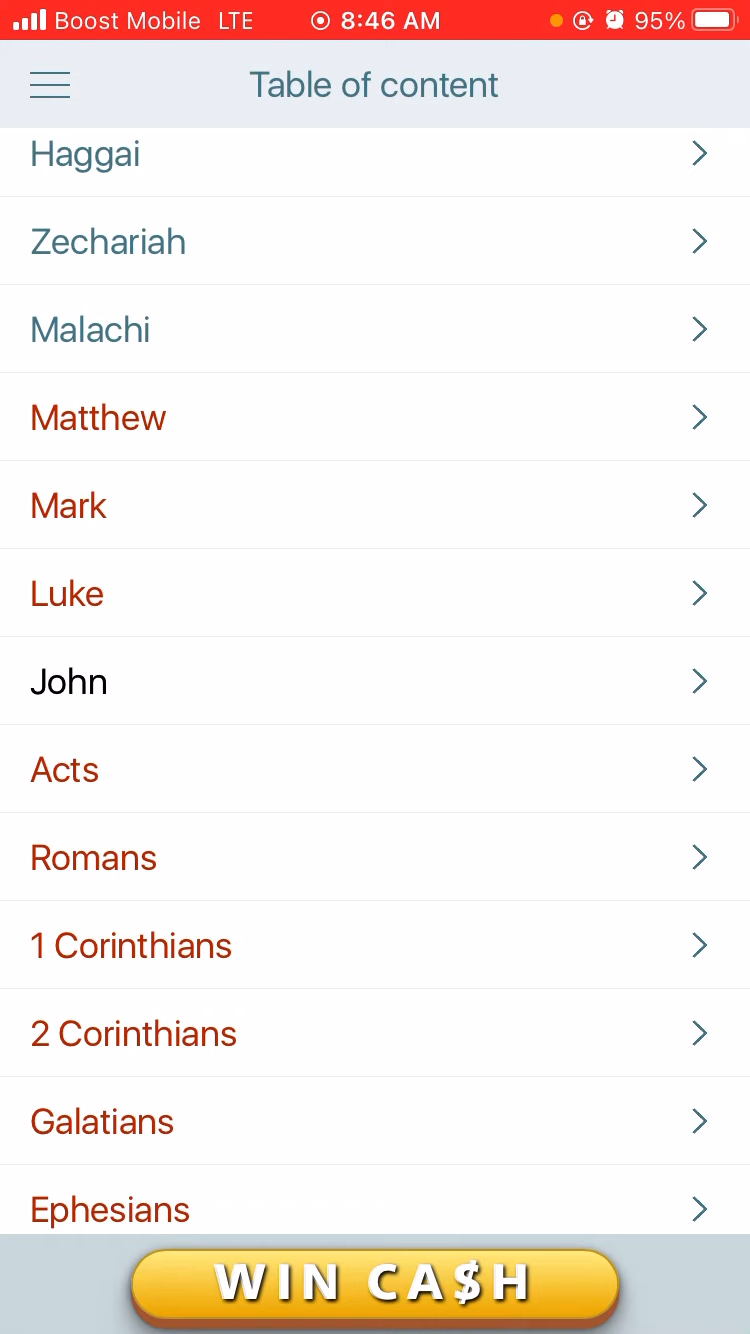 Boost Mobile LTE 8:46 AM 95%
Table of content
Haggai
Zechariah
Malachi
Matthew
Mark
Luke
John
Acts
Romans
1 Corinthians
2 Corinthians
Galatians
Ephesians
WIN CA$H